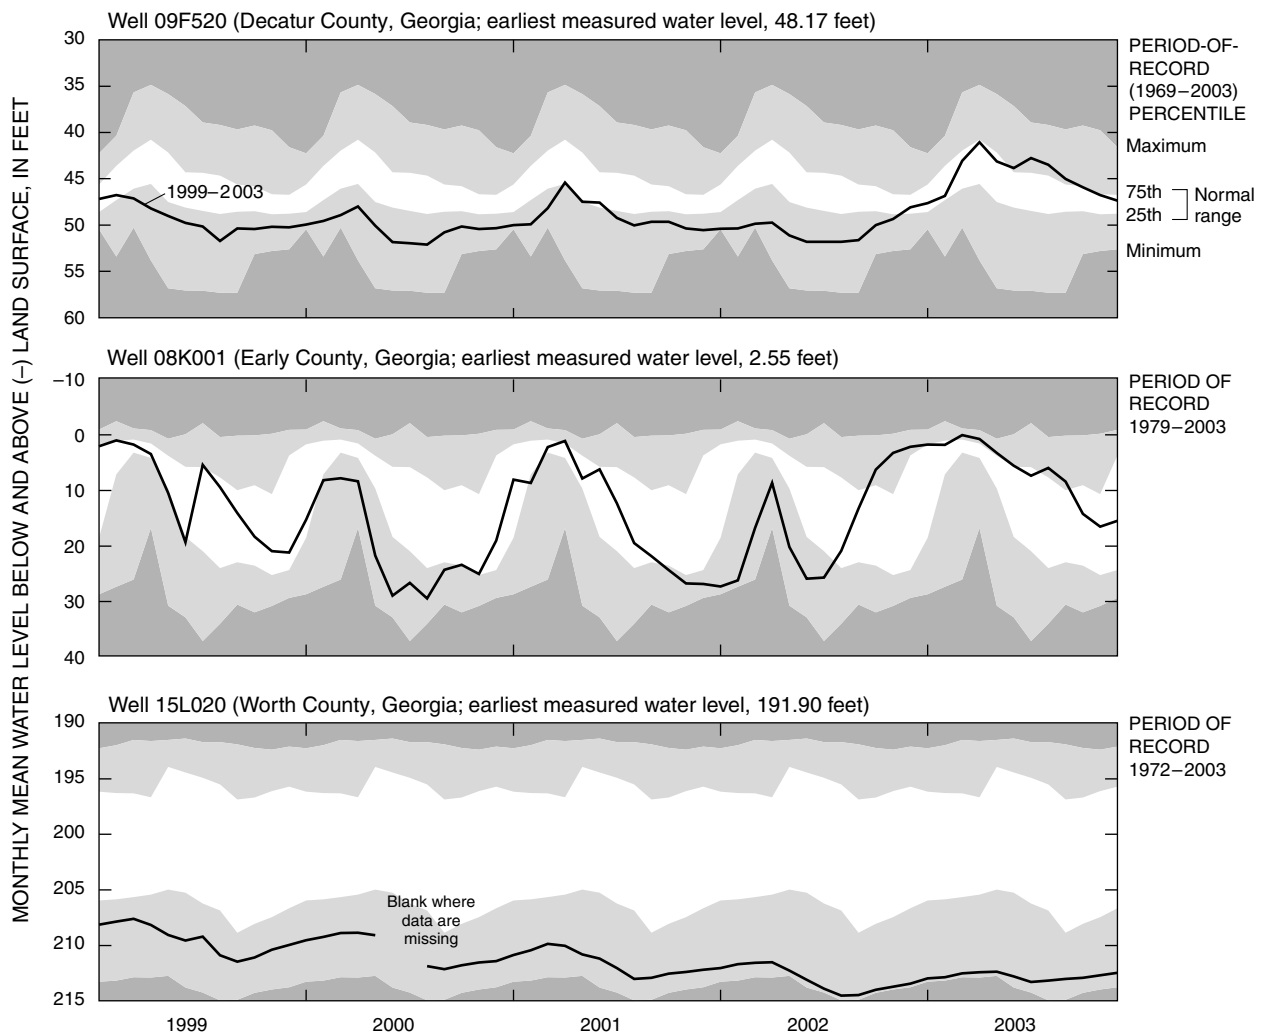 Well 09F520 (Decatur County, Georgia; earliest measured water level, 48.17 feet)
30
35
40
45
50
55
60
1999–2003
PERIOD-OF-
RECORD
(1969–2003)
PERCENTILE
Maximum
75th
25th
Normal
range
Minimum
MONTHLY MEAN WATER LEVEL BELOW AND ABOVE (–) LAND SURFACE, IN FEET
Well 08K001 (Early County, Georgia; earliest measured water level, 2.55 feet)
–10
0
10
20
30
40
PERIOD OF
RECORD
1979–2003
Well 15L020 (Worth County, Georgia; earliest measured water level, 191.90 feet)
190
195
200
205
210
215
Blank where
data are
missing
PERIOD OF
RECORD
1972–2003
1999
2000
2001
2002
2003